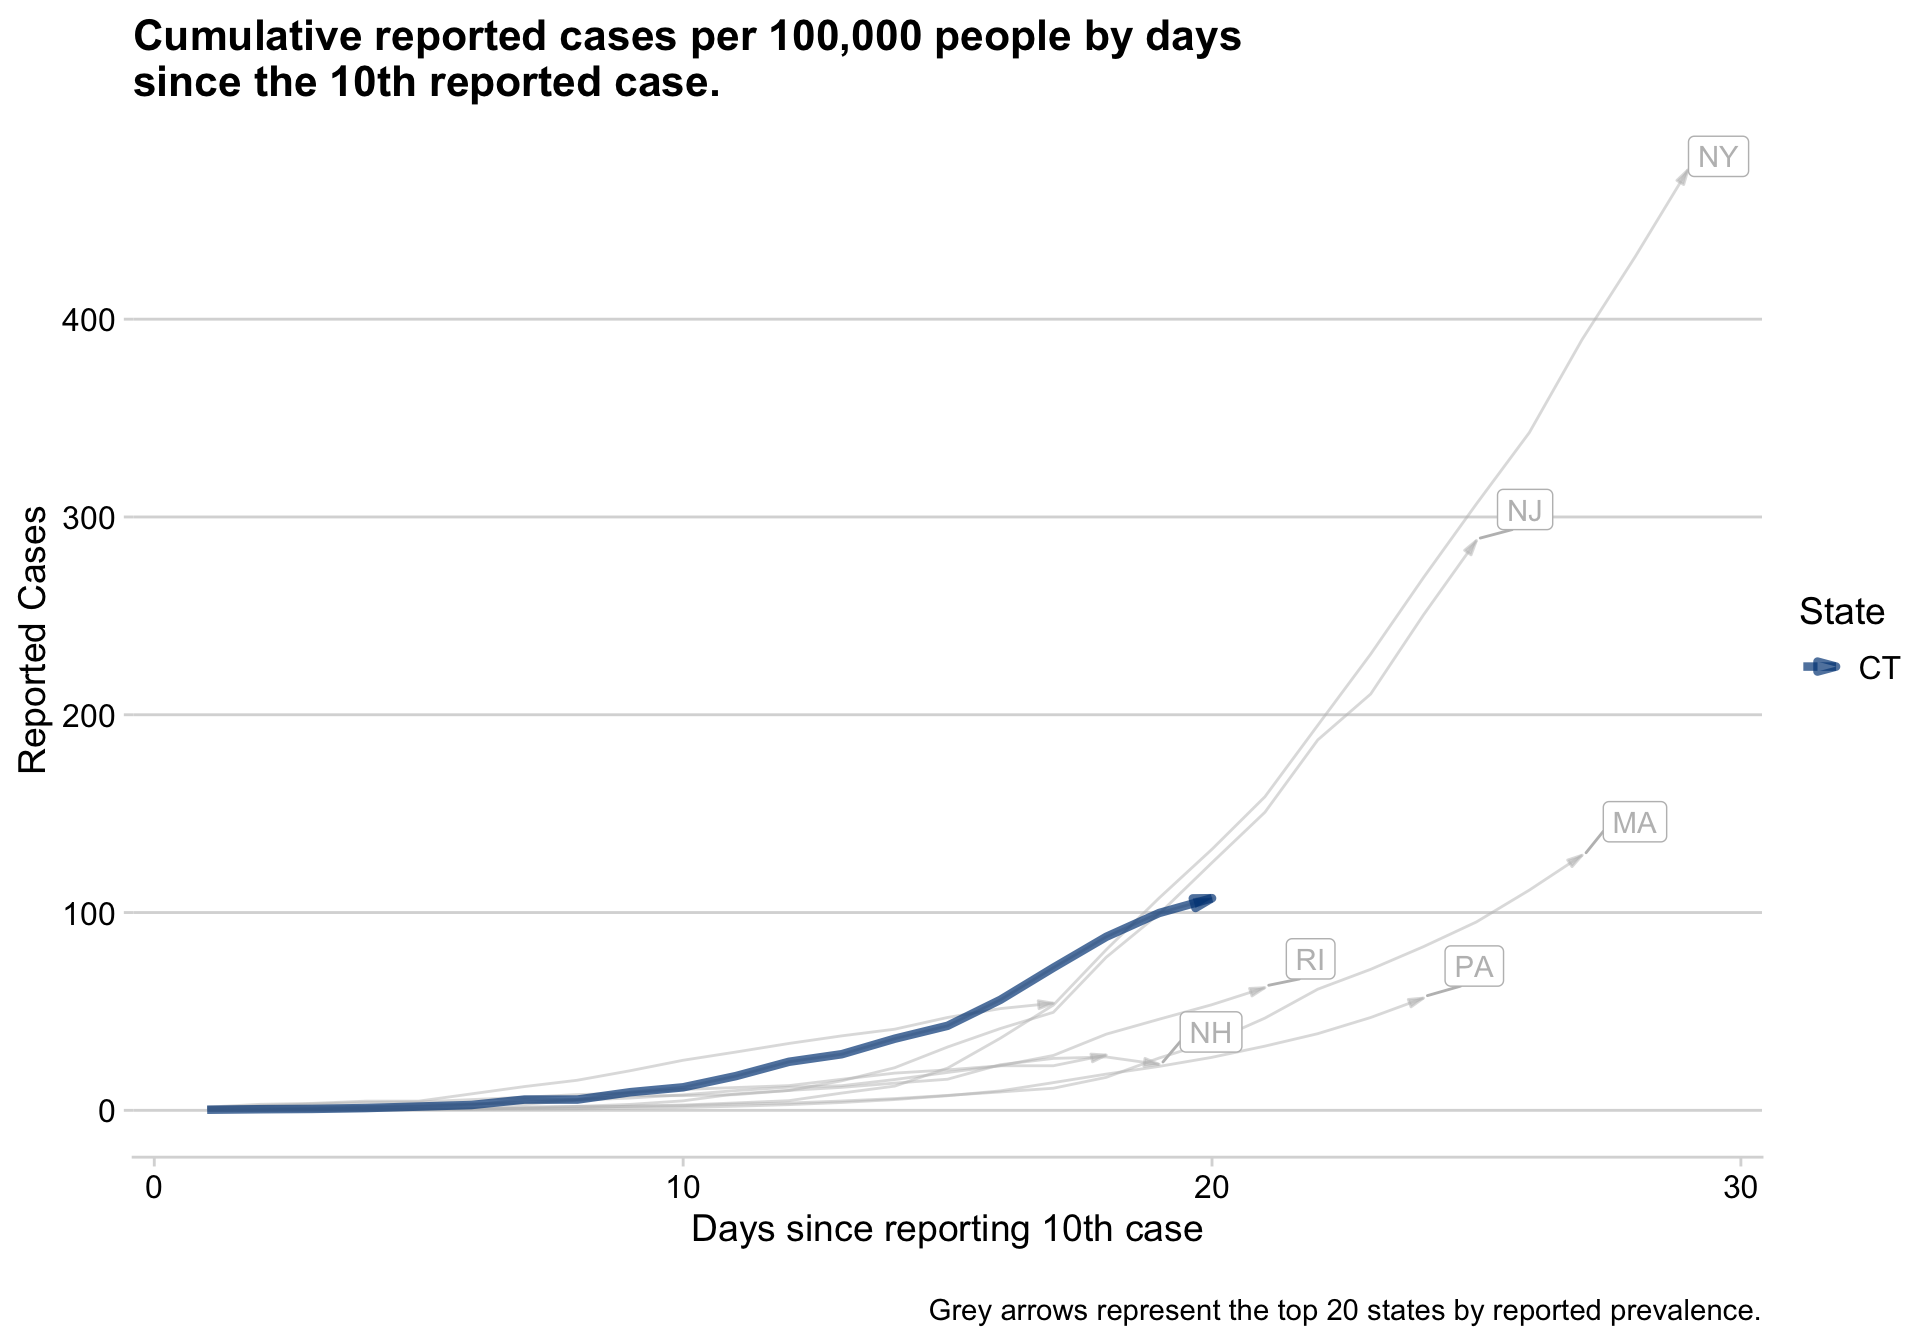 Cumulative reported cases per 100,000 people by days
since the 10th reported case.
NY
400
NJ
300
Reported Cases
State
CT
200
MA
100
RI
PA
NH
0
0
10
20
30
Days since reporting 10th case
Grey arrows represent the top 20 states by reported prevalence.